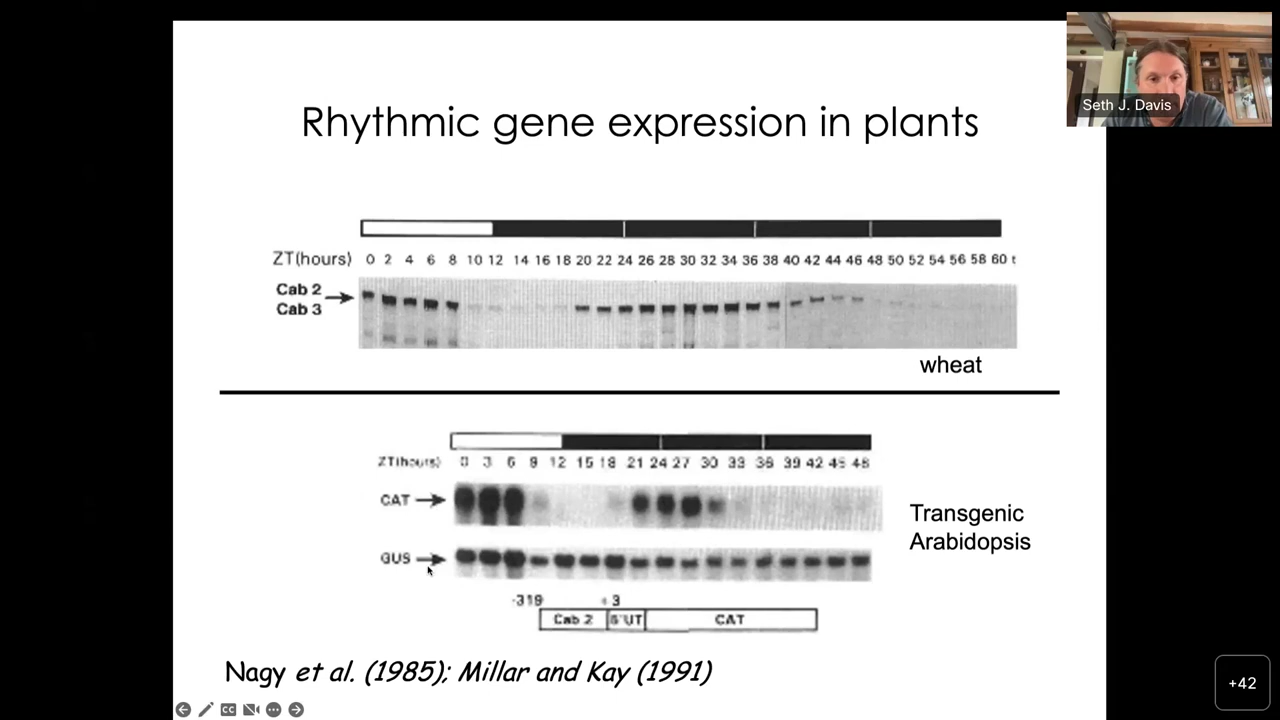 Seth J. Davis
Rhythmic gene expression in plants
ZT(hours) 0 2 4 6 8 10 12 14 16 18 20 22 24 26 28 30 32 34 36 38 40 42 44 46 48 50 52 54 56 58 60 t
Cab 2
Cab 3
wheat
ZT(hours) 0 3 6 9 12 15 18 21 24 27 30 33 36 39 42 45 48
CAT
Transgenic
Arabidopsis
GUS
-319 +3
Cab 2 5'UT CAT
Nagy et al. (1985); Millar and Kay (1991)
CC
+42